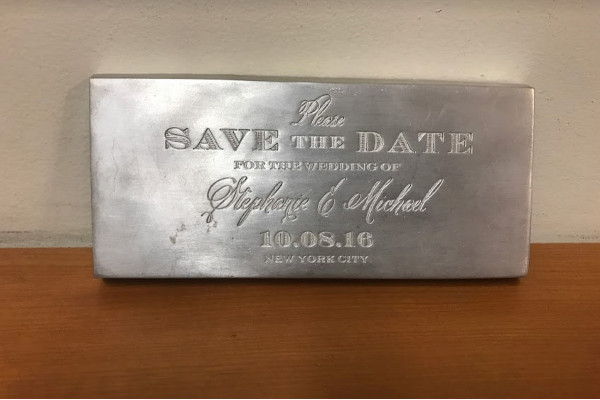 Please
SAVE THE DATE
FOR THE WEDDING OF
Stephanie & Michael
10.08.16
NEW YORK CITY